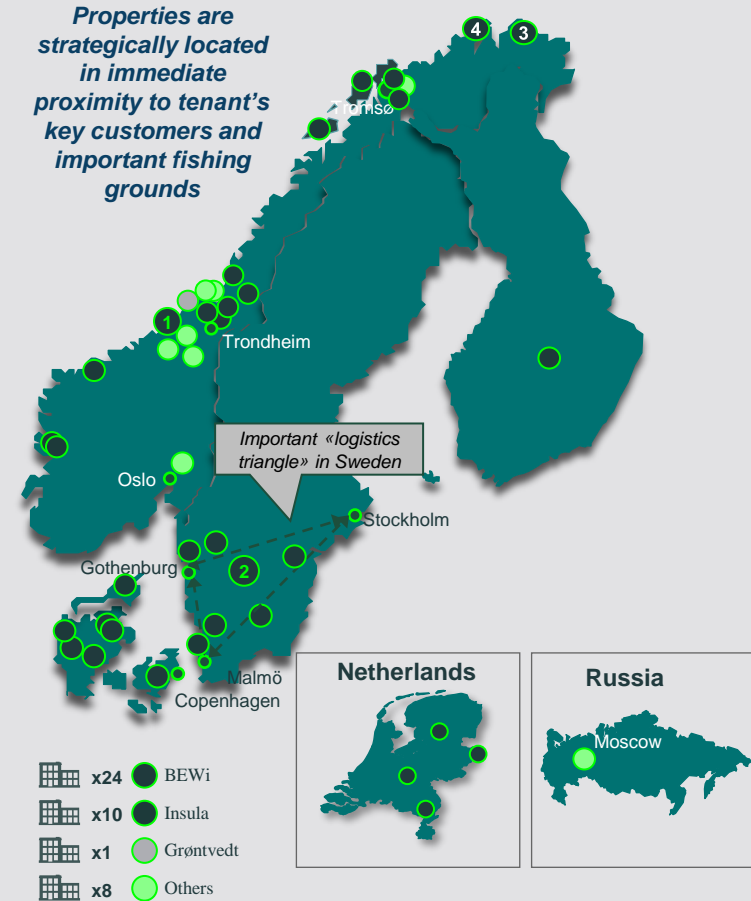 Properties are
strategically located
in immediate
proximity to tenant's
key customers and
important fishing
grounds
4
3
Tromsø
1
Trondheim
Important «logistics
triangle» in Sweden
Oslo
Stockholm
Gothenburg
2
Malmö
Copenhagen
Netherlands
Russia
Moscow
x24 BEWi
x10 Insula
x1 Grøntvedt
x8 Others